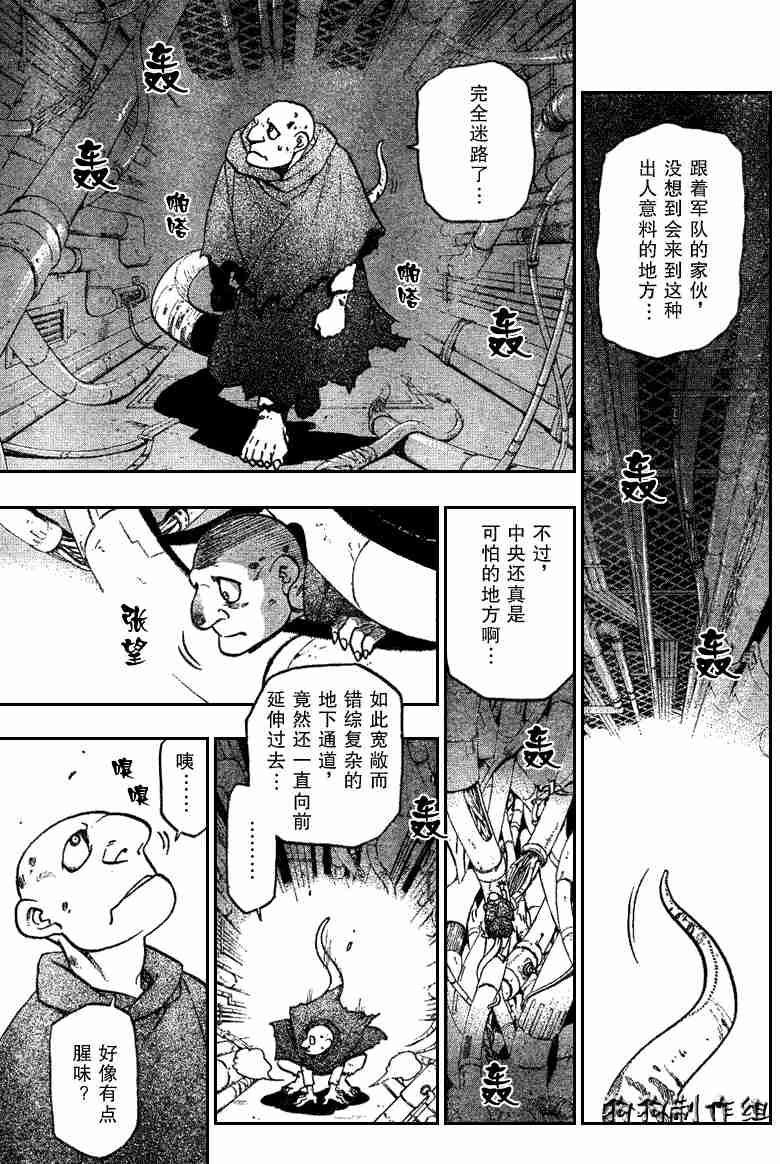 跟着军队的家伙，
没想到会来到这种
出人意料的地方…
轰
轰
完全迷路了…
轰
轰
啪嗒
啪嗒
轰
不过，
中央还真是
可怕的地方啊…
轰
轰
张望
如此宽敞而
错综复杂的
地下通道，
竟然还一直向前
延伸过去…
……
轰
咦…
嗅嗅
好像有点
腥味？
狗狗制作组